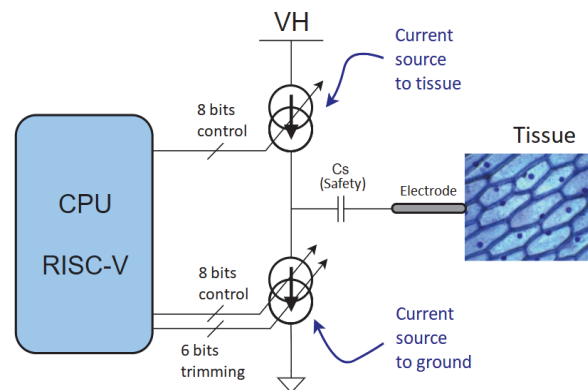 VH
Current
source
to tissue
8 bits
control
Tissue
Cs
(Safety)
Electrode
CPU
RISC-V
8 bits
control
6 bits
trimming
Current
source
to ground